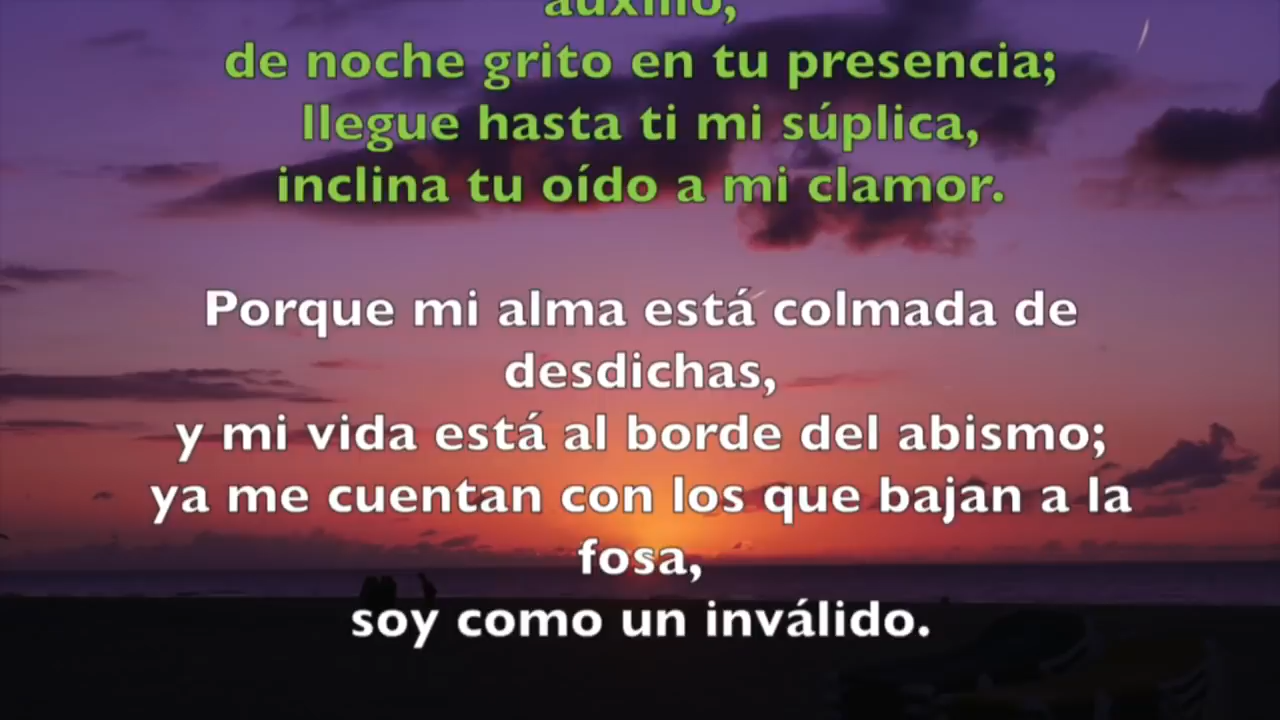 auxilio,
de noche grito en tu presencia;
llegue hasta ti mi súplica,
inclina tu oído a mi clamor.
Porque mi alma está colmada de
desdichas,
y mi vida está al borde del abismo;
ya me cuentan con los que bajan a la
fosa,
soy como un inválido.